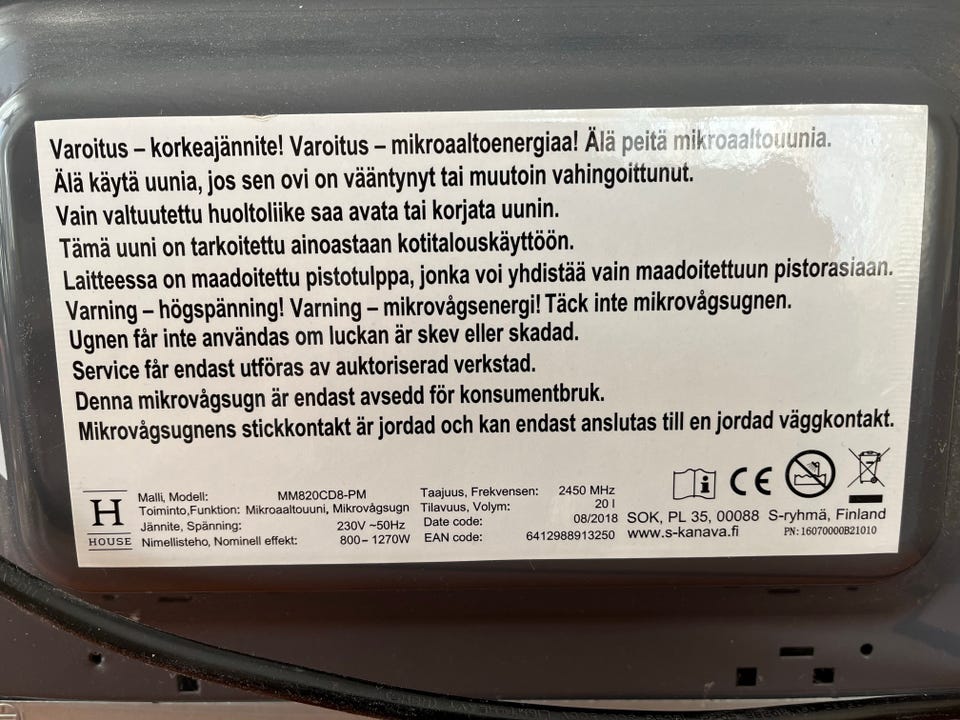 Varoitus – korkeajännite! Varoitus – mikroaaltoenergiaa! Älä peitä mikroaaltouunia.
Älä käytä uunia, jos sen ovi on vääntynyt tai muutoin vahingoittunut.
Vain valtuutettu huoltoliike saa avata tai korjata uunin.
Tämä uuni on tarkoitettu ainoastaan kotitalouskäyttöön.
Laitteessa on maadoitettu pistotulppa, jonka voi yhdistää vain maadoitettuun pistorasiaan.
Varning – högspänning! Varning – mikrovågsenergi! Täck inte mikrovågsugnen.
Ugnen får inte användas om luckan är skev eller skadad.
Service får endast utföras av auktoriserad verkstad.
Denna mikrovågsugn är endast avsedd för konsumentbruk.
Mikrovågsugnens stickkontakt är jordad och kan endast anslutas till en jordad väggkontakt.
H
HOUSE
Malli, Modell: MM820CD8-PM
Toiminto,Funktion: Mikroaaltouuni, Mikrovågsugn
Jännite, Spänning: 230V ~50Hz
Nimellisteho, Nominell effekt: 800– 1270W
Taajuus, Frekvensen: 2450 MHz
Tilavuus, Volym: 20 l
Date code: 08/2018
EAN code: 6412988913250
i CE
SOK, PL 35, 00088 S-ryhmä, Finland
www.s-kanava.fi PN: 16070000B21010